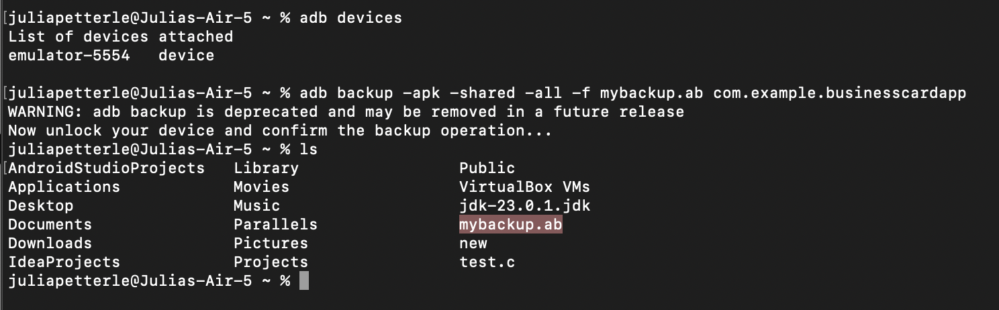 [juliapetterle@Julias-Air-5 ~ % adb devices
List of devices attached
emulator-5554   device

[juliapetterle@Julias-Air-5 ~ % adb backup -apk -shared -all -f mybackup.ab com.example.businesscardapp
WARNING: adb backup is deprecated and may be removed in a future release
Now unlock your device and confirm the backup operation...
juliapetterle@Julias-Air-5 ~ % ls
[AndroidStudioProjects   Library                 Public
Applications            Movies                  VirtualBox VMs
Desktop                 Music                   jdk-23.0.1.jdk
Documents               Parallels               mybackup.ab
Downloads               Pictures                new
IdeaProjects            Projects                test.c
juliapetterle@Julias-Air-5 ~ %